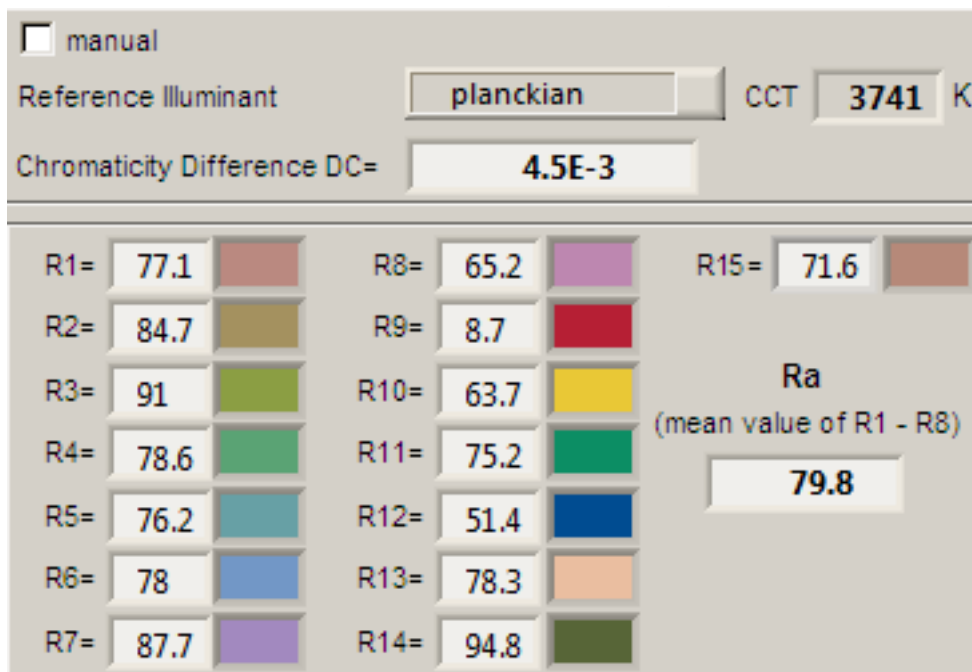 manual
Reference Illuminant planckian CCT 3741 K
Chromaticity Difference DC= 4.5E-3
R1= 77.1 R8= 65.2 R15= 71.6
R2= 84.7 R9= 8.7
R3= 91 R10= 63.7 Ra
(mean value of R1 - R8)
R4= 78.6 R11= 75.2
79.8
R5= 76.2 R12= 51.4
R6= 78 R13= 78.3
R7= 87.7 R14= 94.8